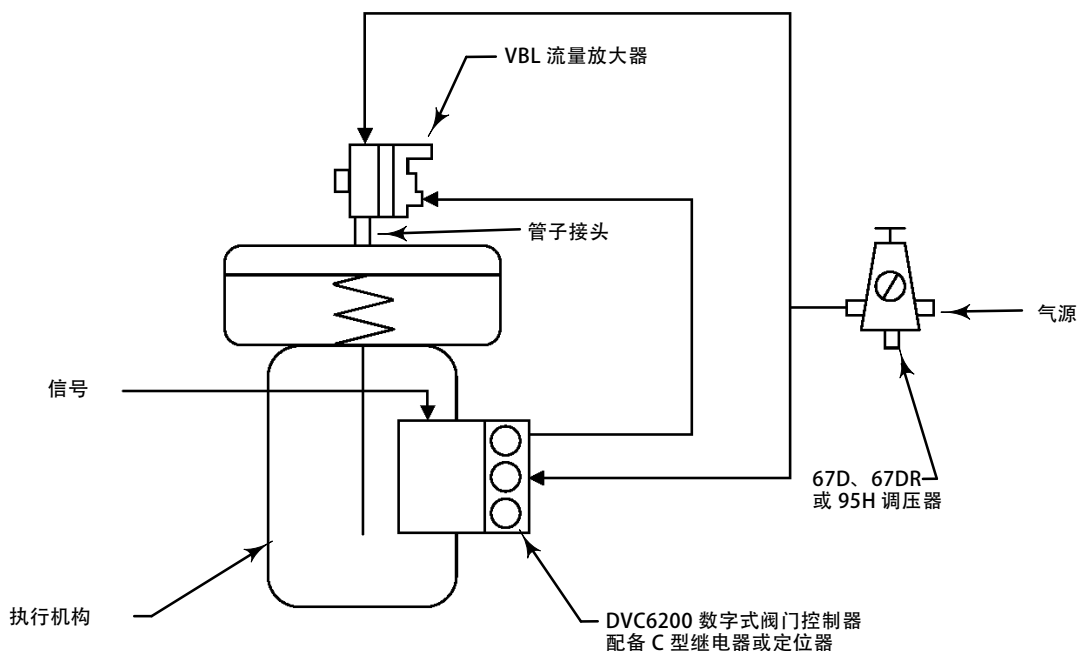 VBL 流量放大器
管子接头
气源
信号
67D、67DR
或 95H 调压器
执行机构
DVC6200 数字式阀门控制器
配备 C 型继电器或定位器